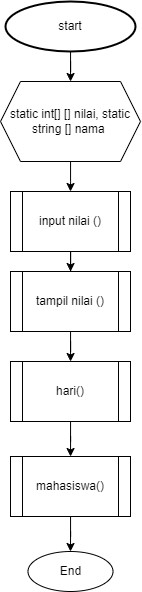 start
static int[] [] nilai, static
string [] nama
input nilai ()
tampil nilai ()
hari()
mahasiswa()
End